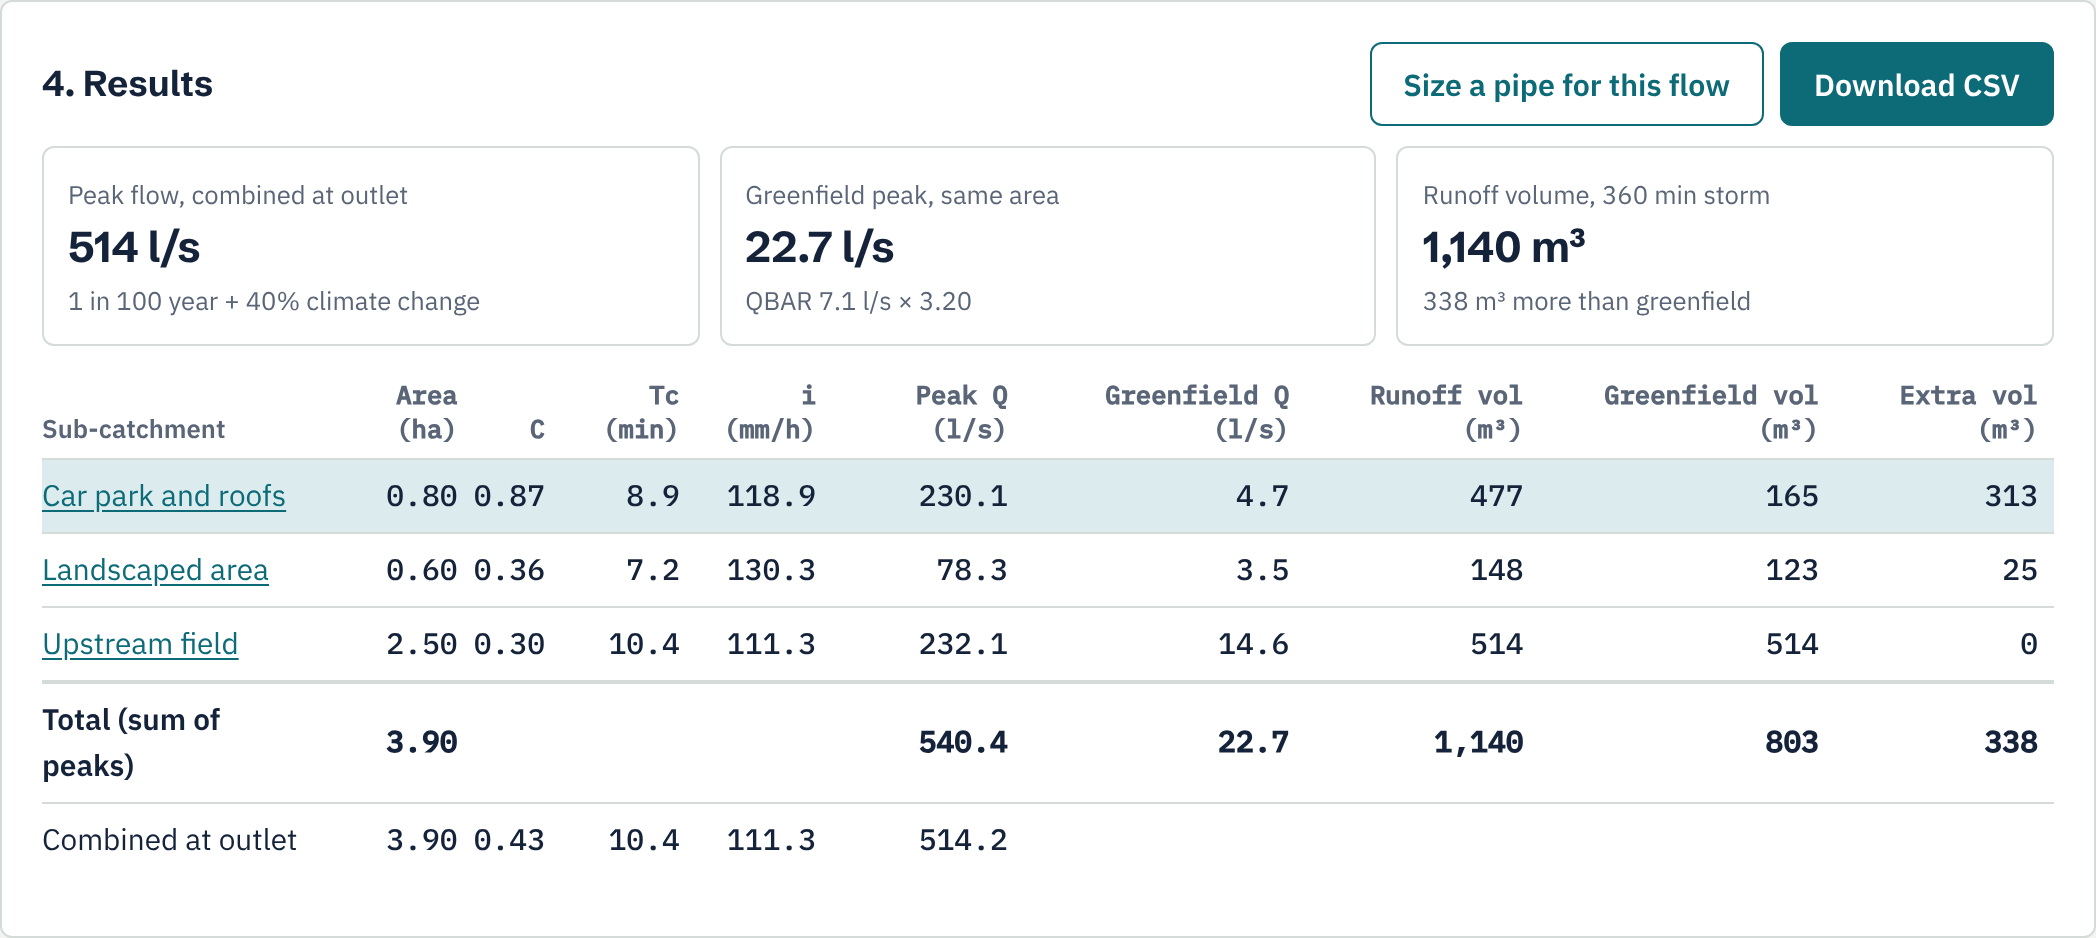 4. Results
Size a pipe for this flow
Download CSV
Peak flow, combined at outlet
514 l/s
1 in 100 year + 40% climate change
Greenfield peak, same area
22.7 l/s
QBAR 7.1 l/s × 3.20
Runoff volume, 360 min storm
1,140 m³
338 m³ more than greenfield
Sub-catchment Area (ha) C Tc (min) i (mm/h) Peak Q (l/s) Greenfield Q (l/s) Runoff vol (m³) Greenfield vol (m³) Extra vol (m³)
Car park and roofs 0.80 0.87 8.9 118.9 230.1 4.7 477 165 313
Landscaped area 0.60 0.36 7.2 130.3 78.3 3.5 148 123 25
Upstream field 2.50 0.30 10.4 111.3 232.1 14.6 514 514 0
Total (sum of peaks) 3.90 540.4 22.7 1,140 803 338
Combined at outlet 3.90 0.43 10.4 111.3 514.2